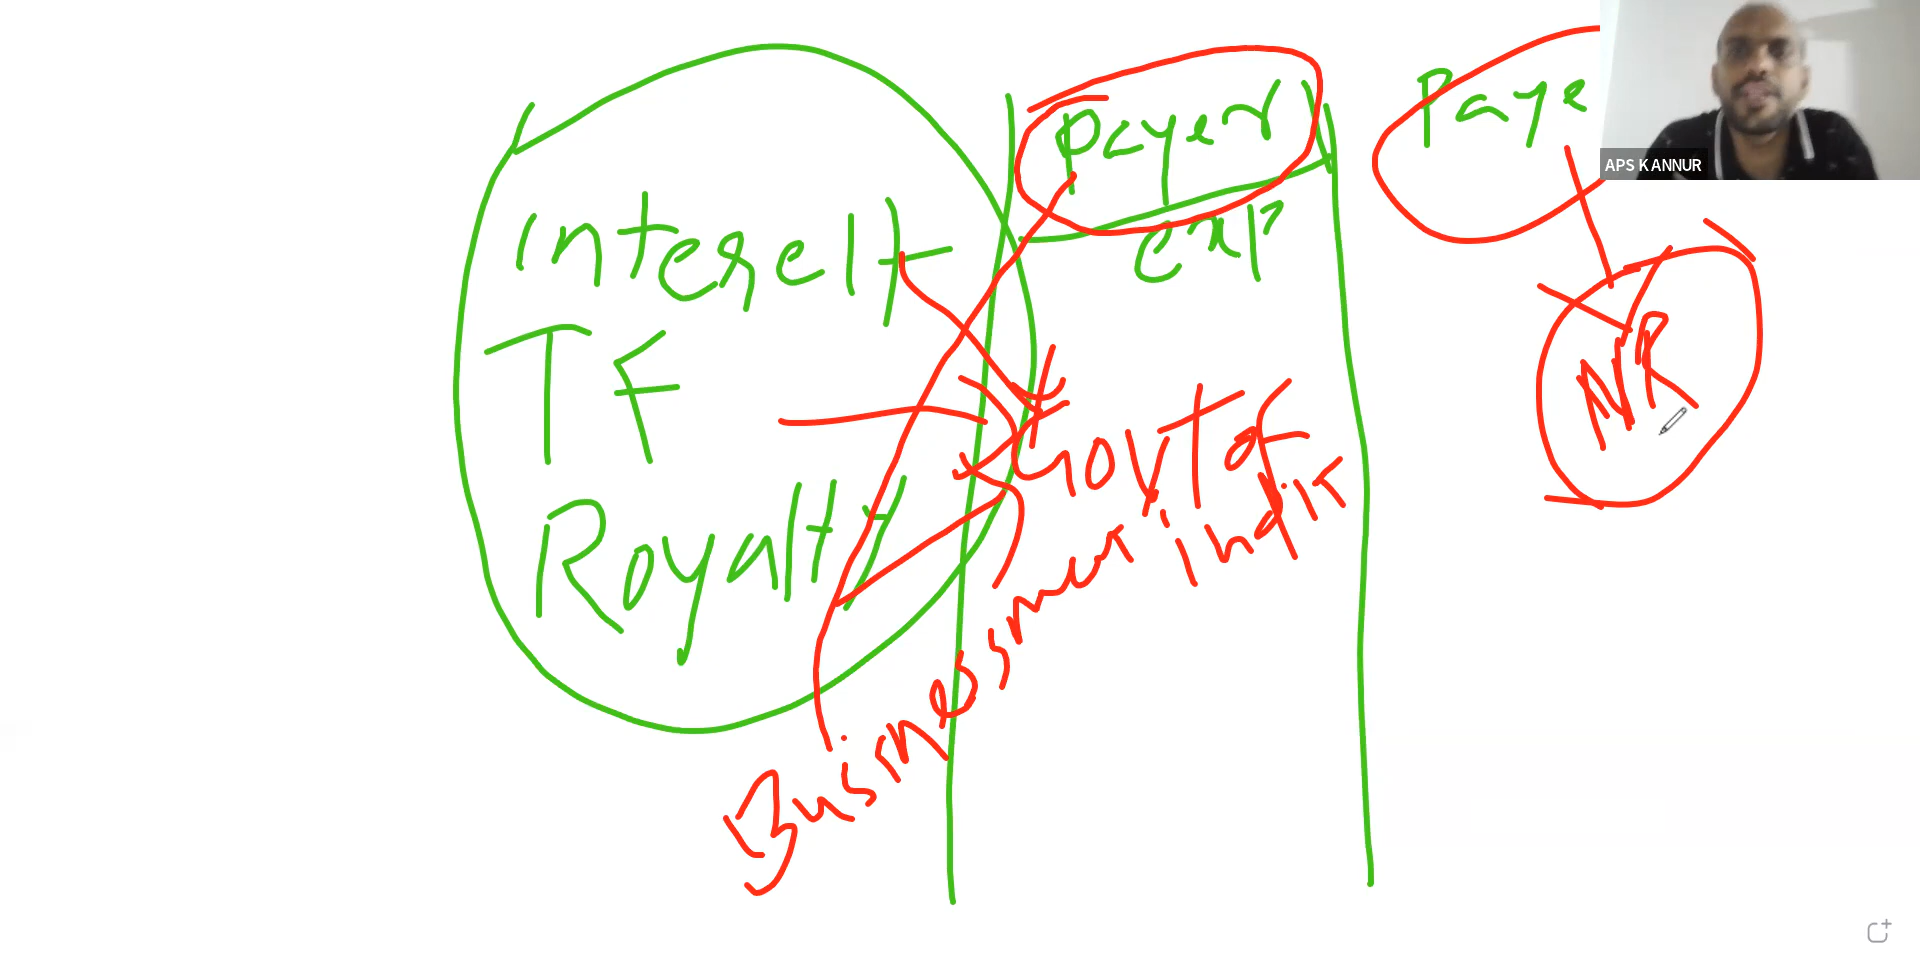 Payer
Paye
APS KANNUR
exp
Interest
TF
Royalty
NR
Govt of
india
Businessman